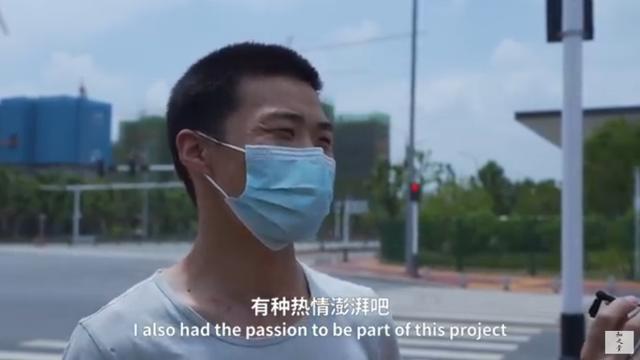 有种热情澎湃吧
I also had the passion to be part of this project